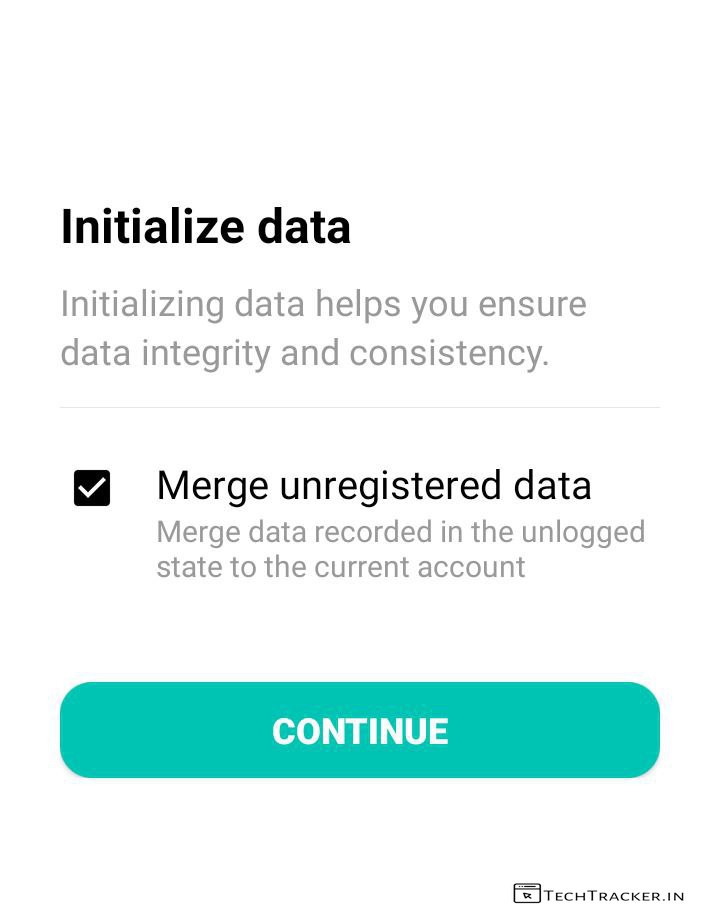 Initialize data
Initializing data helps you ensure
data integrity and consistency.
Merge unregistered data
Merge data recorded in the unlogged
state to the current account
CONTINUE
TECHTRACKER.IN